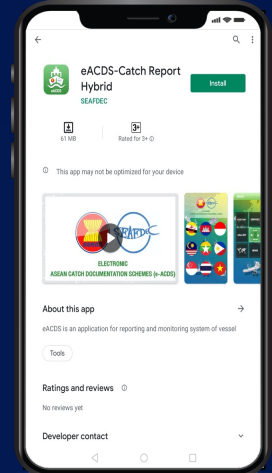 eACDS-Catch Report
Hybrid
SEAFDEC
Install
3+
61 MB
Rated for 3+
This app may not be optimized for your device
SEAFDEC
ELECTRONIC
ASEAN CATCH DOCUMENTATION SCHEMES (e-ACDS)
About this app
eACDS is an application for reporting and monitoring system of vessel
Tools
Ratings and reviews
No reviews yet
Developer contact